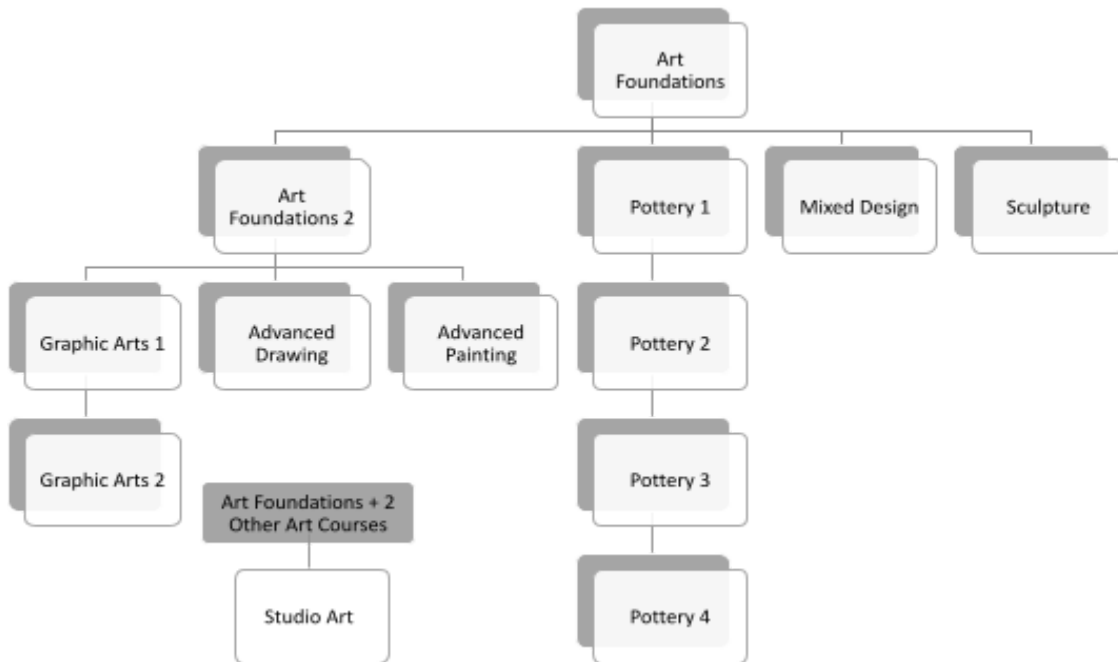 Art
Foundations
Art
Foundations 2
Pottery 1
Mixed Design
Sculpture
Graphic Arts 1
Advanced
Drawing
Advanced
Painting
Pottery 2
Graphic Arts 2
Art Foundations + 2
Other Art Courses
Pottery 3
Studio Art
Pottery 4